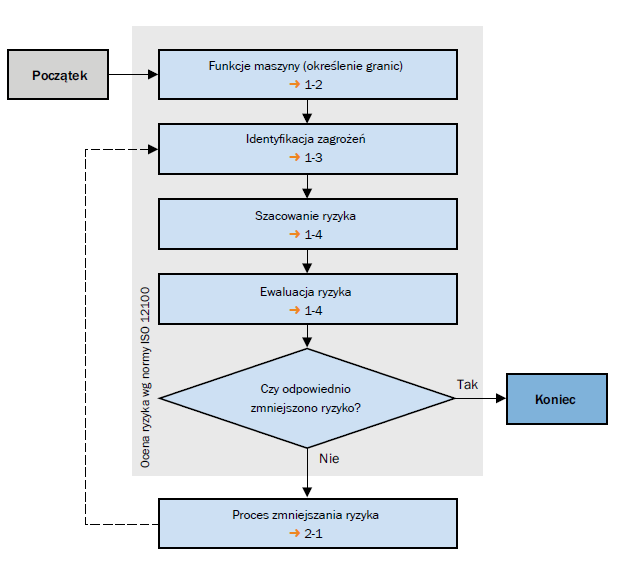 Początek
Funkcje maszyny (określenie granic)
➔ 1-2
Identyfikacja zagrożeń
➔ 1-3
Szacowanie ryzyka
➔ 1-4
Ewaluacja ryzyka
➔ 1-4
Ocena ryzyka wg normy ISO 12100
Czy odpowiednio
zmniejszono ryzyko?
Tak
Koniec
Nie
Proces zmniejszania ryzyka
➔ 2-1